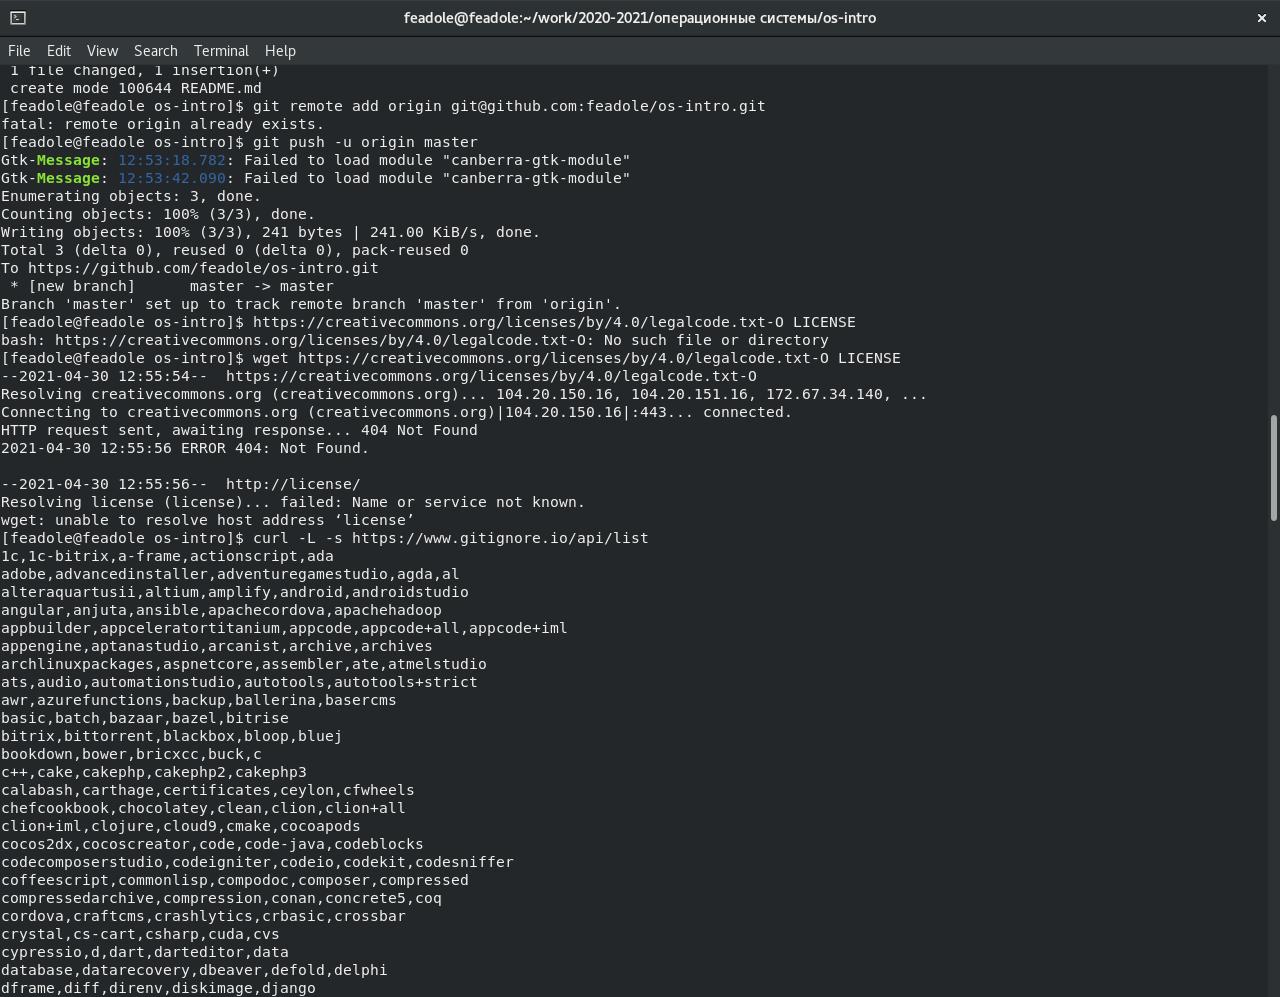 feadole@feadole:~/work/2020-2021/операционные системы/os-intro
File Edit View Search Terminal Help
 1 file changed, 1 insertion(+)
 create mode 100644 README.md
[feadole@feadole os-intro]$ git remote add origin git@github.com:feadole/os-intro.git
fatal: remote origin already exists.
[feadole@feadole os-intro]$ git push -u origin master
Gtk-Message: 12:53:18.782: Failed to load module "canberra-gtk-module"
Gtk-Message: 12:53:42.090: Failed to load module "canberra-gtk-module"
Enumerating objects: 3, done.
Counting objects: 100% (3/3), done.
Writing objects: 100% (3/3), 241 bytes | 241.00 KiB/s, done.
Total 3 (delta 0), reused 0 (delta 0), pack-reused 0
To https://github.com/feadole/os-intro.git
 * [new branch]      master -> master
Branch 'master' set up to track remote branch 'master' from 'origin'.
[feadole@feadole os-intro]$ https://creativecommons.org/licenses/by/4.0/legalcode.txt-O LICENSE
bash: https://creativecommons.org/licenses/by/4.0/legalcode.txt-O: No such file or directory
[feadole@feadole os-intro]$ wget https://creativecommons.org/licenses/by/4.0/legalcode.txt-O LICENSE
--2021-04-30 12:55:54--  https://creativecommons.org/licenses/by/4.0/legalcode.txt-O
Resolving creativecommons.org (creativecommons.org)... 104.20.150.16, 104.20.151.16, 172.67.34.140, ...
Connecting to creativecommons.org (creativecommons.org)|104.20.150.16|:443... connected.
HTTP request sent, awaiting response... 404 Not Found
2021-04-30 12:55:56 ERROR 404: Not Found.

--2021-04-30 12:55:56--  http://license/
Resolving license (license)... failed: Name or service not known.
wget: unable to resolve host address ‘license’
[feadole@feadole os-intro]$ curl -L -s https://www.gitignore.io/api/list
1c,1c-bitrix,a-frame,actionscript,ada
adobe,advancedinstaller,adventuregamestudio,agda,al
alteraquartusii,altium,amplify,android,androidstudio
angular,anjuta,ansible,apachecordova,apachehadoop
appbuilder,appceleratortitanium,appcode,appcode+all,appcode+iml
appengine,aptanastudio,arcanist,archive,archives
archlinuxpackages,aspnetcore,assembler,ate,atmelstudio
ats,audio,automationstudio,autotools,autotools+strict
awr,azurefunctions,backup,ballerina,basercms
basic,batch,bazaar,bazel,bitrise
bitrix,bittorrent,blackbox,bloop,bluej
bookdown,bower,bricxcc,buck,c
c++,cake,cakephp,cakephp2,cakephp3
calabash,carthage,certificates,ceylon,cfwheels
chefcookbook,chocolatey,clean,clion,clion+all
clion+iml,clojure,cloud9,cmake,cocoapods
cocos2dx,cocoscreator,code,code-java,codeblocks
codecomposerstudio,codeigniter,codeio,codekit,codesniffer
coffeescript,commonlisp,compodoc,composer,compressed
compressedarchive,compression,conan,concrete5,coq
cordova,craftcms,crashlytics,crbasic,crossbar
crystal,cs-cart,csharp,cuda,cvs
cypressio,d,dart,darteditor,data
database,datarecovery,dbeaver,defold,delphi
dframe,diff,direnv,diskimage,django